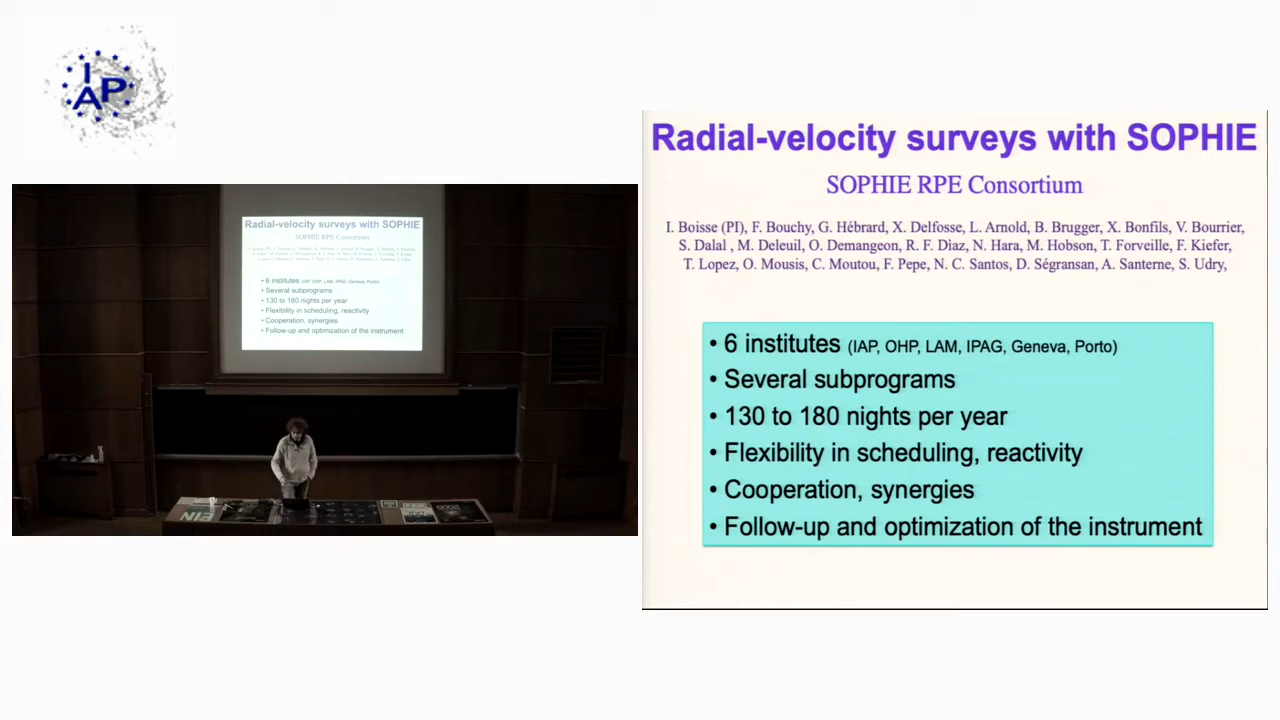 IAP
Radial-velocity surveys with SOPHIE
SOPHIE RPE Consortium
I. Boisse (PI), F. Bouchy, G. Hébrard, X. Delfosse, L. Arnold, B. Brugger, X. Bonfils, V. Bourrier,
S. Dalal , M. Deleuil, O. Demangeon, R. F. Diaz, N. Hara, M. Hobson, T. Forveille, F. Kiefer,
T. Lopez, O. Mousis, C. Moutou, F. Pepe, N. C. Santos, D. Ségransan, A. Santerne, S. Udry,
• 6 institutes (IAP, OHP, LAM, IPAG, Geneva, Porto)
• Several subprograms
• 130 to 180 nights per year
• Flexibility in scheduling, reactivity
• Cooperation, synergies
• Follow-up and optimization of the instrument
Radial-velocity surveys with SOPHIE
SOPHIE RPE Consortium
• 6 institutes (IAP, OHP, LAM, IPAG, Geneva, Porto)
• Several subprograms
• 130 to 180 nights per year
• Flexibility in scheduling, reactivity
• Cooperation, synergies
• Follow-up and optimization of the instrument